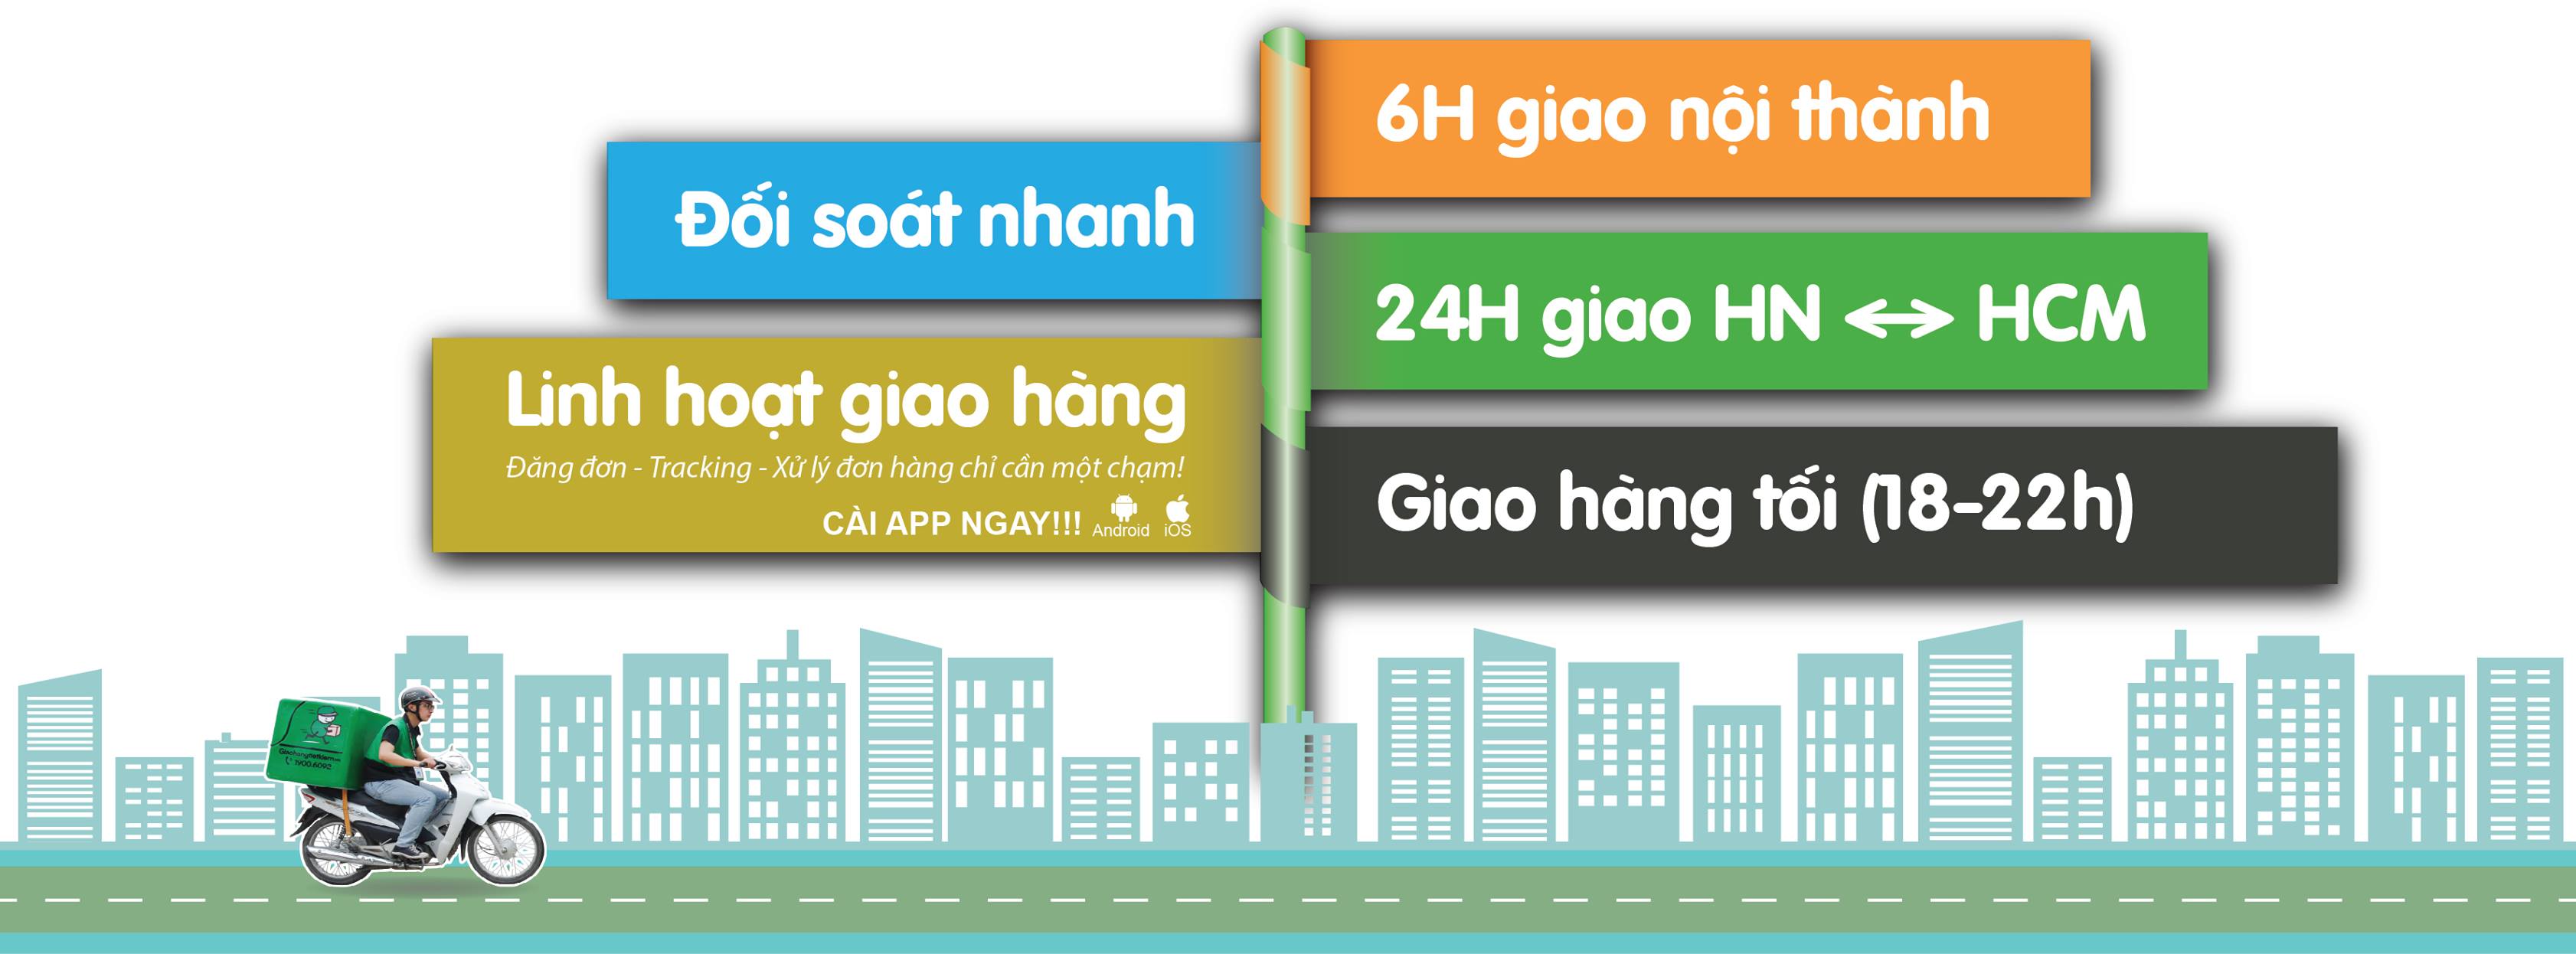 6H giao nội thành
Đối soát nhanh
24H giao HN ↔ HCM
Linh hoạt giao hàng
Đăng đơn - Tracking - Xử lý đơn hàng chỉ cần một chạm!
CÀI APP NGAY!!! Android iOS
Giao hàng tối (18-22h)
1900.6092